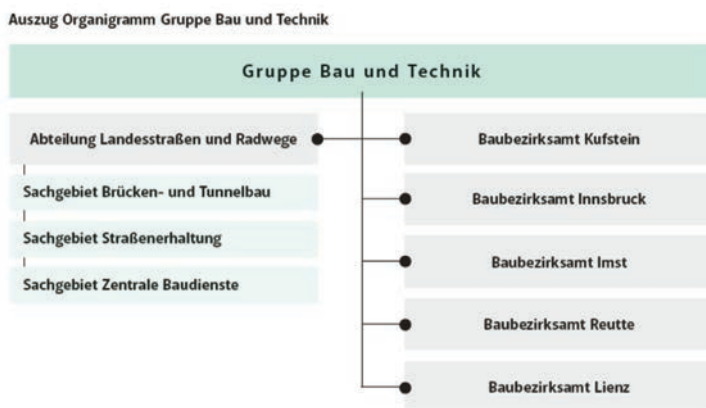 Auszug Organigramm Gruppe Bau und Technik
Gruppe Bau und Technik
Abteilung Landesstraßen und Radwege
Sachgebiet Brücken- und Tunnelbau
Sachgebiet Straßenerhaltung
Sachgebiet Zentrale Baudienste
Baubezirksamt Kufstein
Baubezirksamt Innsbruck
Baubezirksamt Imst
Baubezirksamt Reutte
Baubezirksamt Lienz